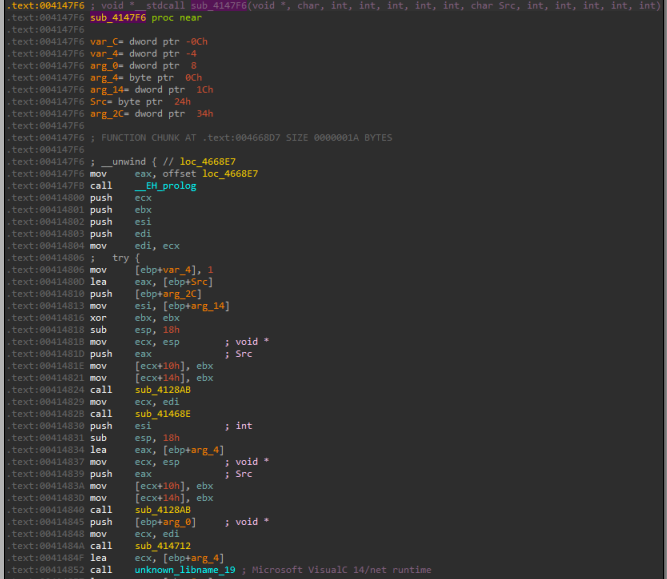 .text:004147F6 ; void *__stdcall sub_4147F6(void *, char, int, int, int, int, int, char Src, int, int, int, int, int, int)
.text:004147F6 sub_4147F6 proc near
.text:004147F6
.text:004147F6 var_C= dword ptr -0Ch
.text:004147F6 var_4= dword ptr -4
.text:004147F6 arg_0= dword ptr 8
.text:004147F6 arg_4= byte ptr 0Ch
.text:004147F6 arg_14= dword ptr 1Ch
.text:004147F6 Src= byte ptr 24h
.text:004147F6 arg_2C= dword ptr 34h
.text:004147F6
.text:004147F6 ; FUNCTION CHUNK AT .text:004668D7 SIZE 0000001A BYTES
.text:004147F6
.text:004147F6 ; __unwind { // loc_4668E7
.text:004147F6 mov eax, offset loc_4668E7
.text:004147FB call __EH_prolog
.text:00414800 push ecx
.text:00414801 push ebx
.text:00414802 push esi
.text:00414803 push edi
.text:00414804 mov edi, ecx
.text:00414806 ; try {
.text:00414806 mov [ebp+var_4], 1
.text:0041480D lea eax, [ebp+Src]
.text:00414810 push [ebp+arg_2C]
.text:00414813 mov esi, [ebp+arg_14]
.text:00414816 xor ebx, ebx
.text:00414818 sub esp, 18h
.text:0041481B mov ecx, esp ; void *
.text:0041481D push eax ; Src
.text:0041481E mov [ecx+10h], ebx
.text:00414821 mov [ecx+14h], ebx
.text:00414824 call sub_4128AB
.text:00414829 mov ecx, edi
.text:0041482B call sub_41468E
.text:00414830 push esi ; int
.text:00414831 sub esp, 18h
.text:00414834 lea eax, [ebp+arg_4]
.text:00414837 mov ecx, esp ; void *
.text:00414839 push eax ; Src
.text:0041483A mov [ecx+10h], ebx
.text:0041483D mov [ecx+14h], ebx
.text:00414840 call sub_4128AB
.text:00414845 push [ebp+arg_0] ; void *
.text:00414848 mov ecx, edi
.text:0041484A call sub_414712
.text:0041484F lea ecx, [ebp+arg_4]
.text:00414852 call unknown_libname_19 ; Microsoft VisualC 14/net runtime